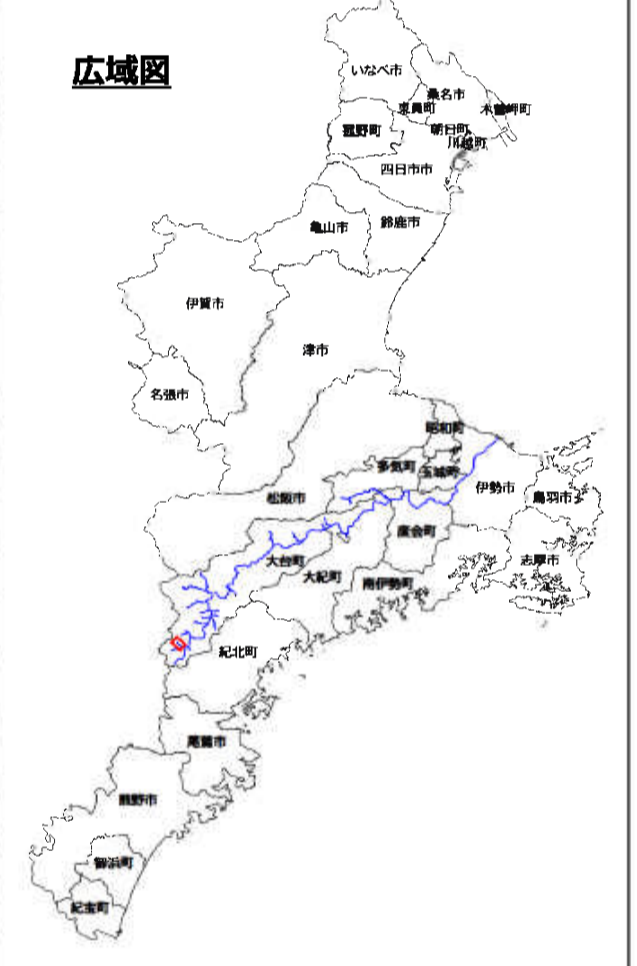 広域図
いなべ市
桑名市
東員町
木曽岬町
菰野町
朝日町
川越町
四日市市
鈴鹿市
亀山市
伊賀市
津市
名張市
明和町
多気町
玉城町
伊勢市
松阪市
鳥羽市
度会町
志摩市
大台町
大紀町
南伊勢町
紀北町
尾鷲市
熊野市
御浜町
紀宝町